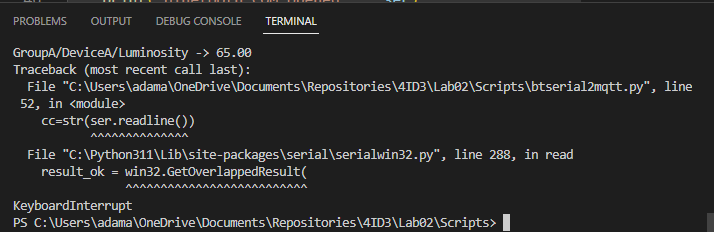 PROBLEMS OUTPUT DEBUG CONSOLE TERMINAL
GroupA/DeviceA/Luminosity -> 65.00
Traceback (most recent call last):
  File "C:\Users\adama\OneDrive\Documents\Repositories\4ID3\Lab02\Scripts\btserial2mqtt.py", line
 52, in <module>
    cc=str(ser.readline())
           ^^^^^^^^^^^^^^
  File "C:\Python311\Lib\site-packages\serial\serialwin32.py", line 288, in read
    result_ok = win32.GetOverlappedResult(
                ^^^^^^^^^^^^^^^^^^^^^^^^^^
KeyboardInterrupt
PS C:\Users\adama\OneDrive\Documents\Repositories\4ID3\Lab02\Scripts>